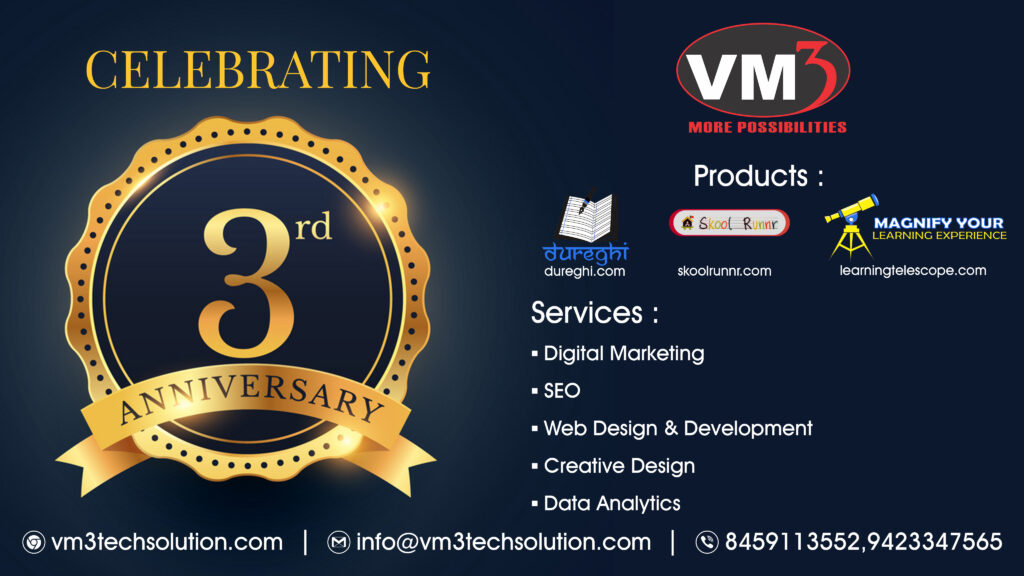 CELEBRATING
3rd
ANNIVERSARY
VM3
MORE POSSIBILITIES
Products :
dureghi
dureghi.com
Skool Runnr
skoolrunnr.com
MAGNIFY YOUR
LEARNING EXPERIENCE
learningtelescope.com
Services :
▪ Digital Marketing
▪ SEO
▪ Web Design & Development
▪ Creative Design
▪ Data Analytics
vm3techsolution.com | info@vm3techsolution.com | 8459113552,9423347565